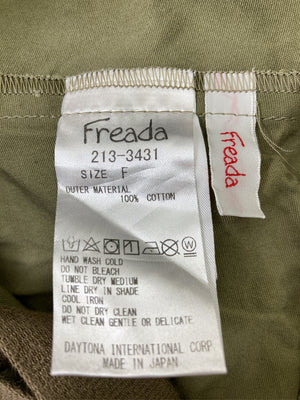 Freada
213-3431
SIZE F
OUTER MATERIAL
100% COTTON
HAND WASH COLD
DO NOT BLEACH
TUMBLE DRY MEDIUM
LINE DRY IN SHADE
COOL IRON
DO NOT DRY CLEAN
WET CLEAN GENTLE OR DELICATE.
DAYTONA INTERNATIONAL CORP
MADE IN JAPAN
Freada